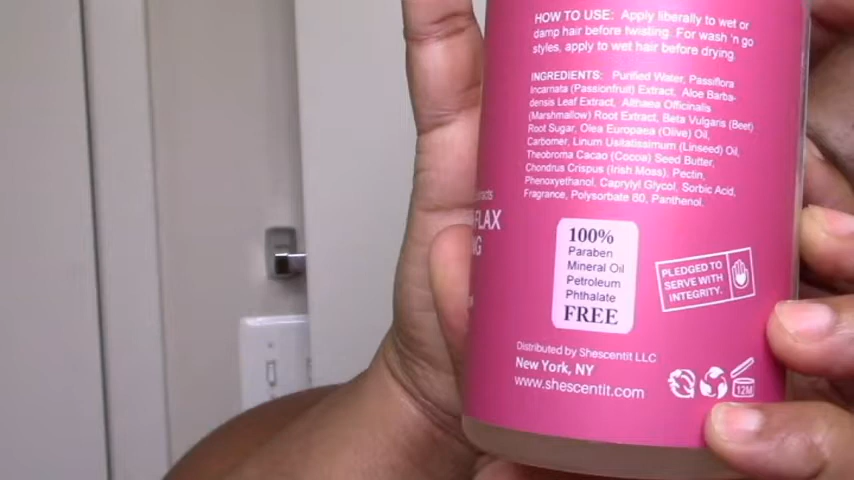 HOW TO USE: Apply liberally to wet or
damp hair before twisting. For wash 'n go
styles, apply to wet hair before drying.
INGREDIENTS: Purified Water, Passiflora
Incarnata (Passionfruit) Extract, Aloe Barba-
densis Leaf Extract, Althaea Officinalis
(Marshmallow) Root Extract, Beta Vulgaris (Beet)
Root Sugar, Olea Europaea (Olive) Oil,
Carbomer, Linum Usitatissimum (Linseed) Oil,
Theobroma Cacao (Cocoa) Seed Butter,
Chondrus Crispus (Irish Moss), Pectin,
Phenoxyethanol, Caprylyl Glycol, Sorbic Acid,
Fragrance, Polysorbate 60, Panthenol.
FLAX
100%
Paraben
Mineral Oil
Petroleum
Phthalate
FREE
PLEDGED TO
SERVE WITH
INTEGRITY.
Distributed by Shescentit LLC
New York, NY
www.shescentit.com
12M